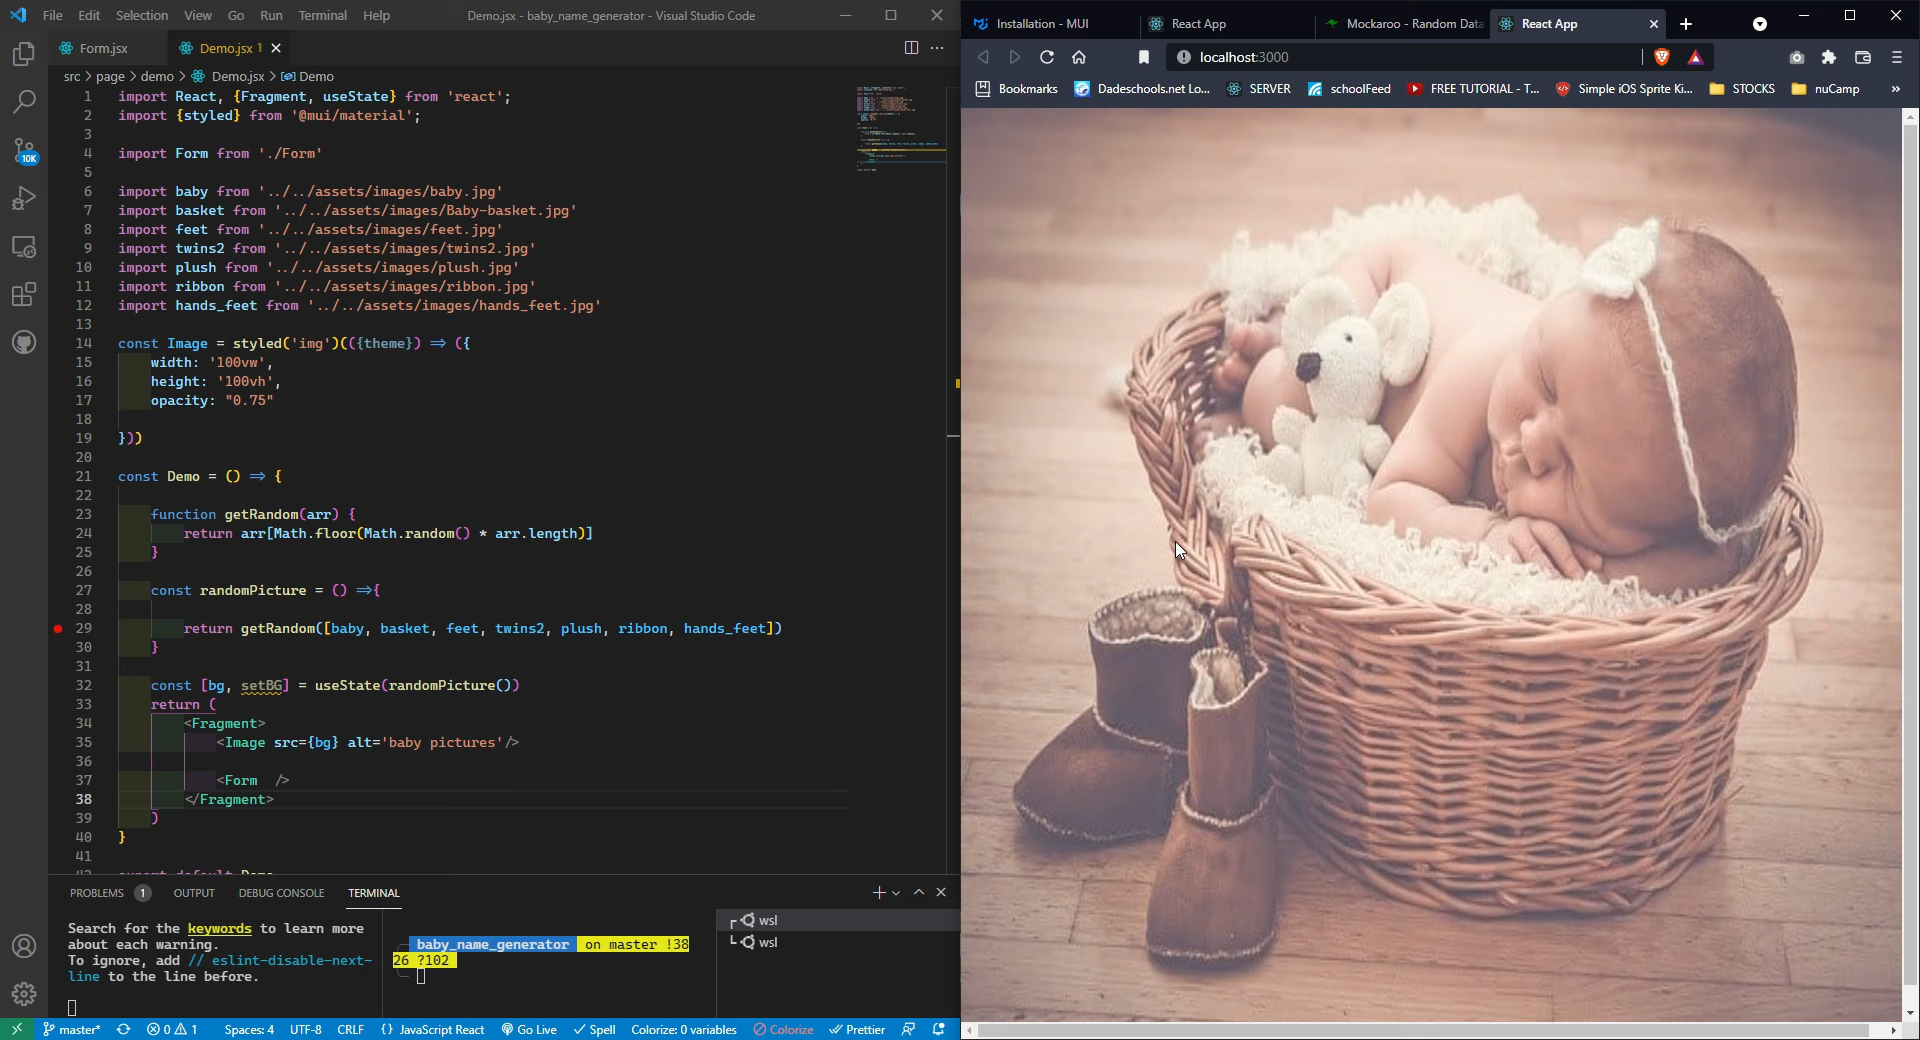 File Edit Selection View Go Run Terminal Help Demo.jsx - baby_name_generator - Visual Studio Code
Form.jsx Demo.jsx 1
src > page > demo > Demo.jsx > Demo
1 import React, {Fragment, useState} from 'react';
2 import {styled} from '@mui/material';
3
4 import Form from './Form'
5
6 import baby from '../../assets/images/baby.jpg'
7 import basket from '../../assets/images/Baby-basket.jpg'
8 import feet from '../../assets/images/feet.jpg'
9 import twins2 from '../../assets/images/twins2.jpg'
10 import plush from '../../assets/images/plush.jpg'
11 import ribbon from '../../assets/images/ribbon.jpg'
12 import hands_feet from '../../assets/images/hands_feet.jpg'
13
14 const Image = styled('img')(({theme}) => ({
15 width: '100vw',
16 height: '100vh',
17 opacity: "0.75"
18
19 }))
20
21 const Demo = () => {
22
23 function getRandom(arr) {
24 return arr[Math.floor(Math.random() * arr.length)]
25 }
26
27 const randomPicture = () =>{
28
29 return getRandom([baby, basket, feet, twins2, plush, ribbon, hands_feet])
30 }
31
32 const [bg, setBG] = useState(randomPicture())
33 return (
34 <Fragment>
35 <Image src={bg} alt='baby pictures'/>
36
37 <Form />
38 </Fragment>
39 )
40 }
41
10K
PROBLEMS 1 OUTPUT DEBUG CONSOLE TERMINAL
Search for the keywords to learn more
about each warning.
To ignore, add // eslint-disable-next-
line to the line before.
baby_name_generator on master !38
26 ?102
wsl
wsl
master* 0 1 Spaces: 4 UTF-8 CRLF {} JavaScript React Go Live Spell Colorize: 0 variables Colorize Prettier
Installation - MUI React App Mockaroo - Random Data React App
localhost:3000
Bookmarks Dadeschools.net Lo... SERVER schoolFeed FREE TUTORIAL - T... Simple iOS Sprite Ki... STOCKS nuCamp »